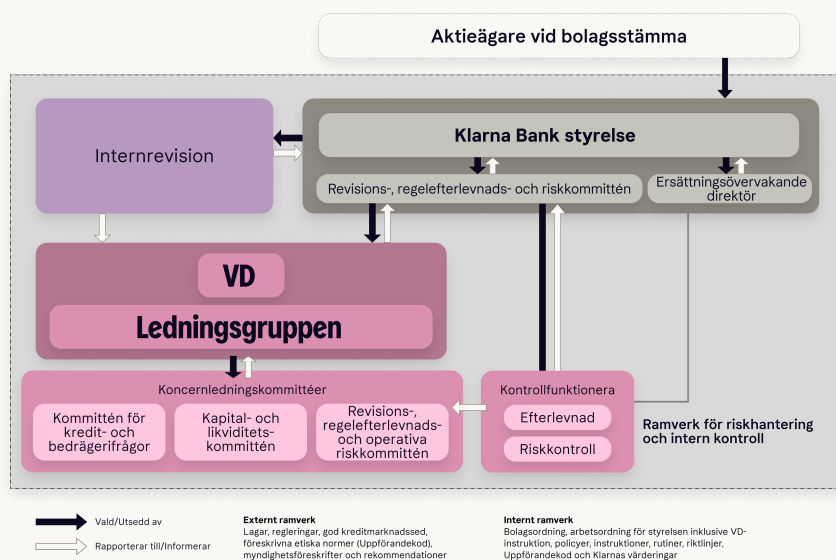 Aktieägare vid bolagsstämma
Internrevision
Klarna Bank styrelse
Revisions-, regelefterlevnads- och riskkommittén
Ersättningsövervakande
direktör
VD
Ledningsgruppen
Koncernledningskommittéer
Kommittén för
kredit- och
bedrägerifrågor
Kapital- och
likviditets-
kommittén
Revisions-,
regelefterlevnads-
och operativa
riskkommittén
Kontrollfunktionera
Efterlevnad
Riskkontroll
Ramverk för riskhantering
och intern kontroll
Vald/Utsedd av
Rapporterar till/Informerar
Externt ramverk
Lagar, regleringar, god kreditmarknadssed,
föreskrivna etiska normer (Uppförandekod),
myndighetsföreskrifter och rekommendationer
Internt ramverk
Bolagsordning, arbetsordning för styrelsen inklusive VD-
instruktion, policyer, instruktioner, rutiner, riktlinjer,
Uppförandekod och Klarnas värderingar